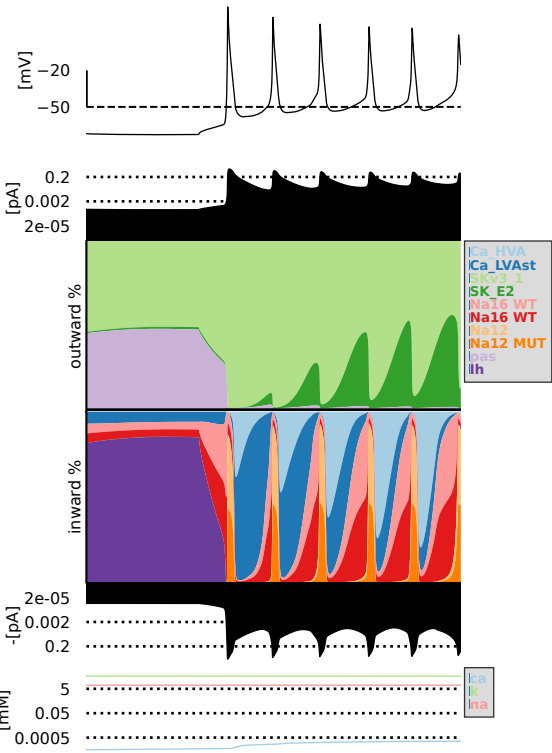 [mV]
−20
−50
[pA]
0.2
0.002
2e-05
outward %
Ca_HVA
Ca_LVAst
SKv3_1
SK_E2
Na16 WT
Na16 WT
Na12
Na12 MUT
pas
Ih
inward %
-[pA]
2e-05
0.002
0.2
[mM]
5
0.05
0.0005
ca
k
na